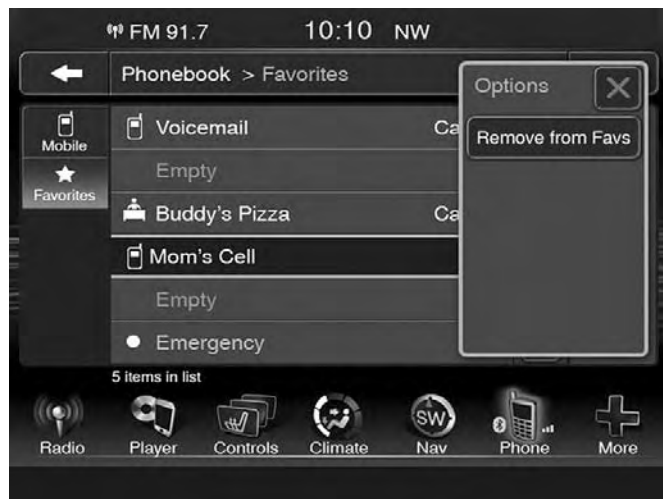 FM 91.7 10:10 NW
Phonebook > Favorites
Options
Mobile
Favorites
Voicemail Ca
Remove from Favs
Empty
Buddy's Pizza Ca
Mom's Cell
Empty
Emergency
5 items in list
Radio Player Controls Climate SW Nav Phone More